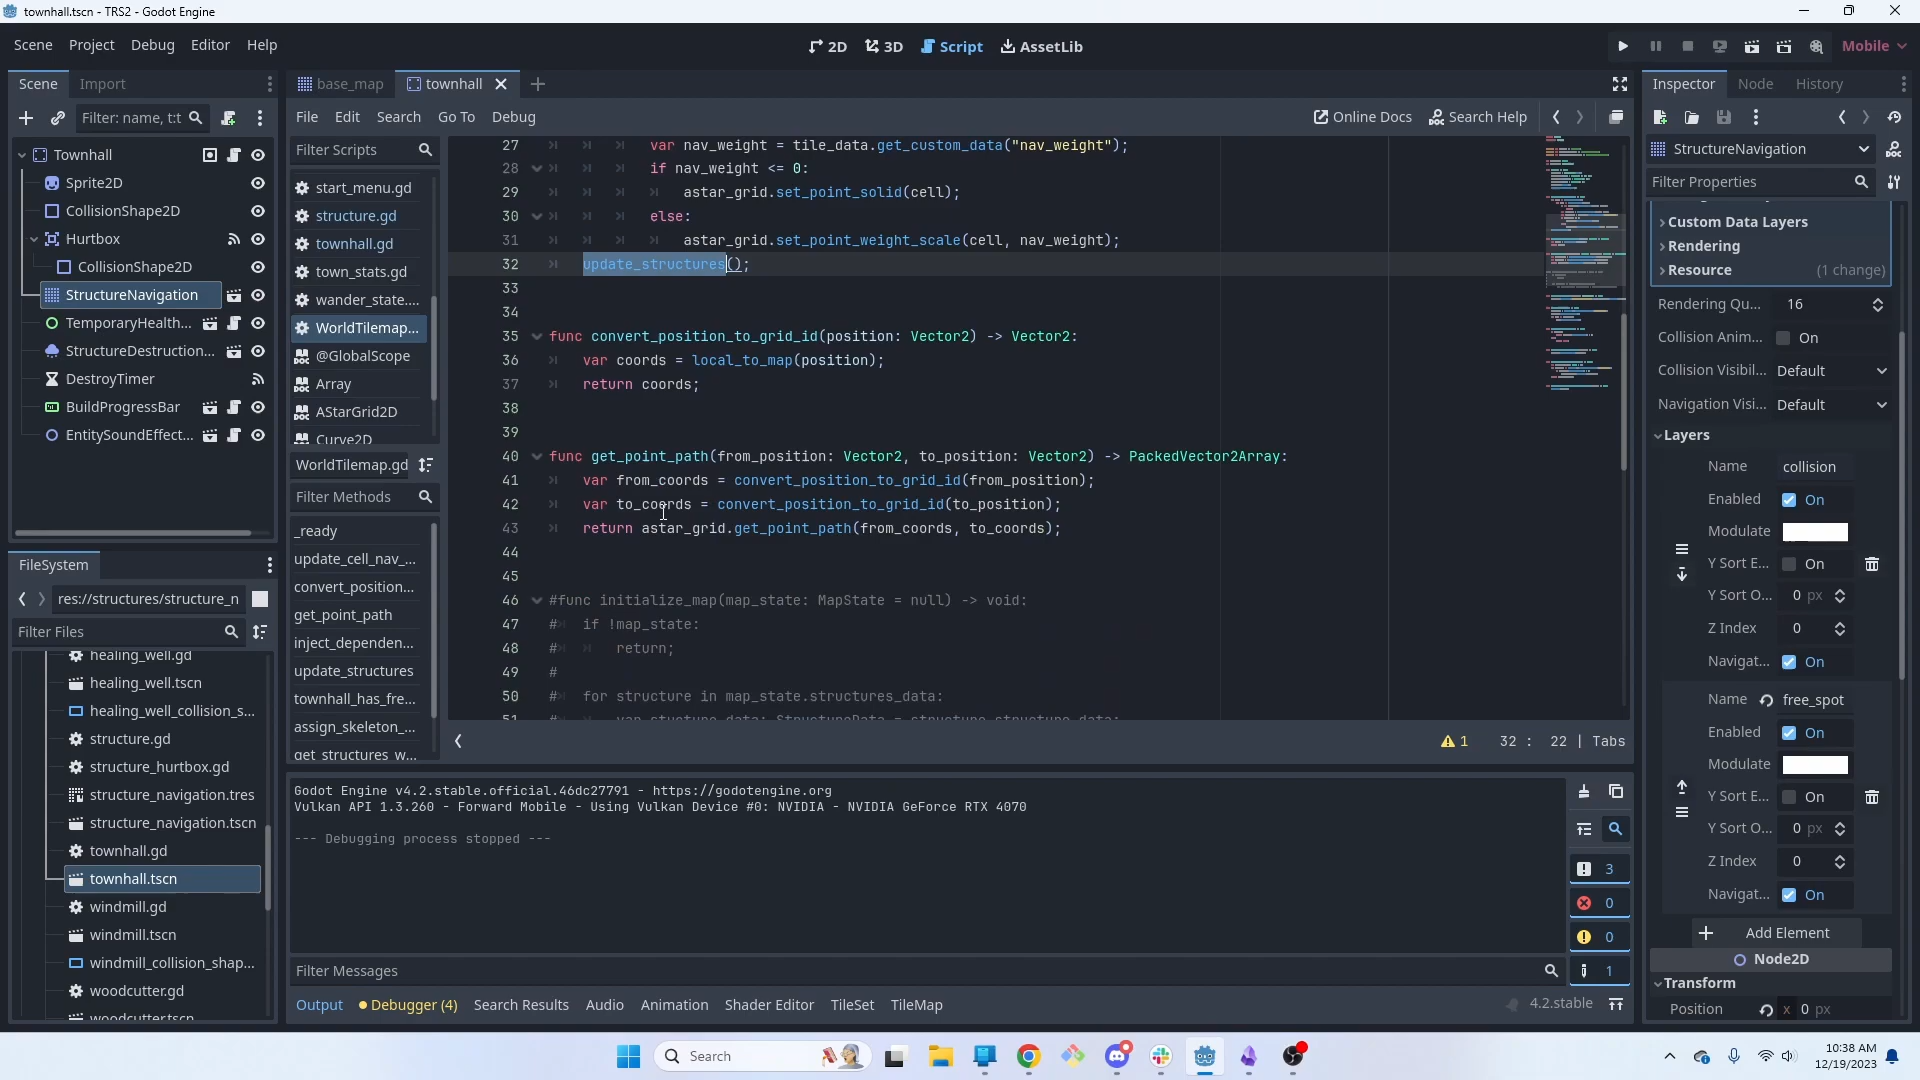 townhall.tscn - TRS2 - Godot Engine
Scene Project Debug Editor Help
2D 3D Script AssetLib
Mobile
Scene Import
Filter: name, t:t
Townhall
Sprite2D
CollisionShape2D
Hurtbox
CollisionShape2D
StructureNavigation
TemporaryHealth...
StructureDestruction...
DestroyTimer
BuildProgressBar
EntitySoundEffect...
FileSystem
res://structures/structure_n
Filter Files
healing_well.gd
healing_well.tscn
healing_well_collision_s...
structure.gd
structure_hurtbox.gd
structure_navigation.tres
structure_navigation.tscn
townhall.gd
townhall.tscn
windmill.gd
windmill.tscn
windmill_collision_shap...
woodcutter.gd
woodcutter.tscn
base_map townhall
File Edit Search Go To Debug
Online Docs Search Help
Filter Scripts
start_menu.gd
structure.gd
townhall.gd
town_stats.gd
wander_state....
WorldTilemap...
@GlobalScope
Array
AStarGrid2D
Curve2D
WorldTilemap.gd
Filter Methods
_ready
update_cell_nav_...
convert_position...
get_point_path
inject_dependen...
update_structures
townhall_has_fre...
assign_skeleton_...
get_structures_w...
27 var nav_weight = tile_data.get_custom_data("nav_weight");
28 if nav_weight <= 0:
29 astar_grid.set_point_solid(cell);
30 else:
31 astar_grid.set_point_weight_scale(cell, nav_weight);
32 update_structures();
33
34
35 func convert_position_to_grid_id(position: Vector2) -> Vector2:
36 var coords = local_to_map(position);
37 return coords;
38
39
40 func get_point_path(from_position: Vector2, to_position: Vector2) -> PackedVector2Array:
41 var from_coords = convert_position_to_grid_id(from_position);
42 var to_coords = convert_position_to_grid_id(to_position);
43 return astar_grid.get_point_path(from_coords, to_coords);
44
45
46 #func initialize_map(map_state: MapState = null) -> void:
47 # if !map_state:
48 # return;
49 #
50 # for structure in map_state.structures_data:
51 # var stucture_data: StructureData = structure.structure_data;
1 32 : 22 | Tabs
Godot Engine v4.2.stable.official.46dc27791 - https://godotengine.org
Vulkan API 1.3.260 - Forward Mobile - Using Vulkan Device #0: NVIDIA - NVIDIA GeForce RTX 4070
--- Debugging process stopped ---
3
0
0
1
Filter Messages
Output Debugger (4) Search Results Audio Animation Shader Editor TileSet TileMap
4.2.stable
Inspector Node History
StructureNavigation
Filter Properties
Custom Data Layers
Rendering
Resource (1 change)
Rendering Qu... 16
Collision Anim... On
Collision Visibil... Default
Navigation Visi... Default
Layers
Name collision
Enabled On
Modulate
Y Sort E... On
Y Sort O... 0 px
Z Index 0
Navigat... On
Name free_spot
Enabled On
Modulate
Y Sort E... On
Y Sort O... 0 px
Z Index 0
Navigat... On
Add Element
Node2D
Transform
Position x 0 px
Search
10:38 AM
12/19/2023